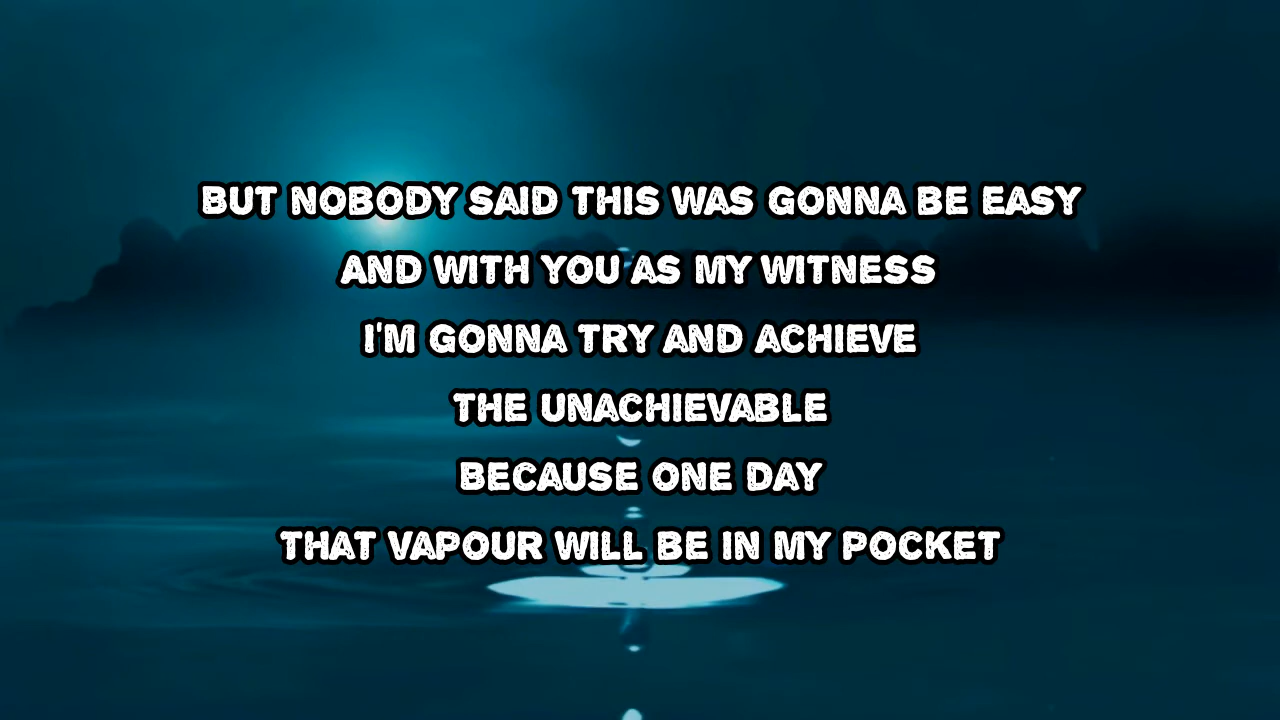 BUT NOBODY SAID THIS WAS GONNA BE EASY
AND WITH YOU AS MY WITNESS
I'M GONNA TRY AND ACHIEVE
THE UNACHIEVABLE
BECAUSE ONE DAY
THAT VAPOUR WILL BE IN MY POCKET